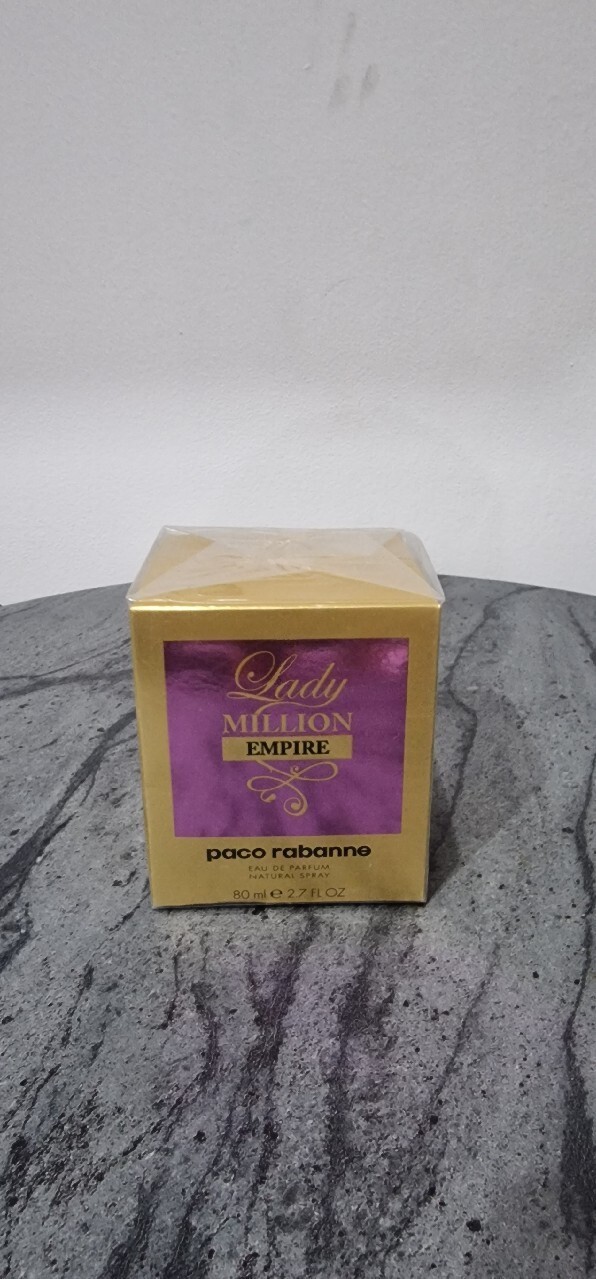 Lady
MILLION
EMPIRE
paco rabanne
EAU DE PARFUM
NATURAL SPRAY
80 ml ℮ 2.7 FL OZ